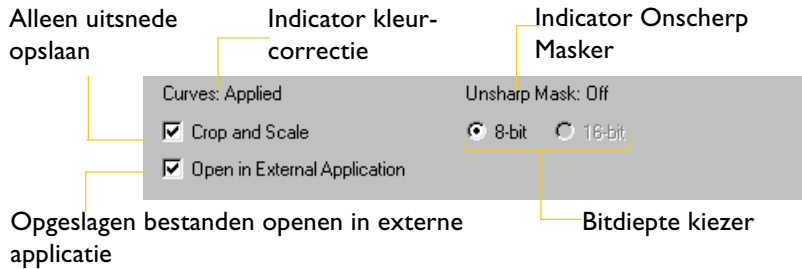 Alleen uitsnede
opslaan
Indicator kleur-
correctie
Indicator Onscherp
Masker
Curves: Applied
Unsharp Mask: Off
Crop and Scale
8-bit
16-bit
Open in External Application
Opgeslagen bestanden openen in externe
applicatie
Bitdiepte kiezer